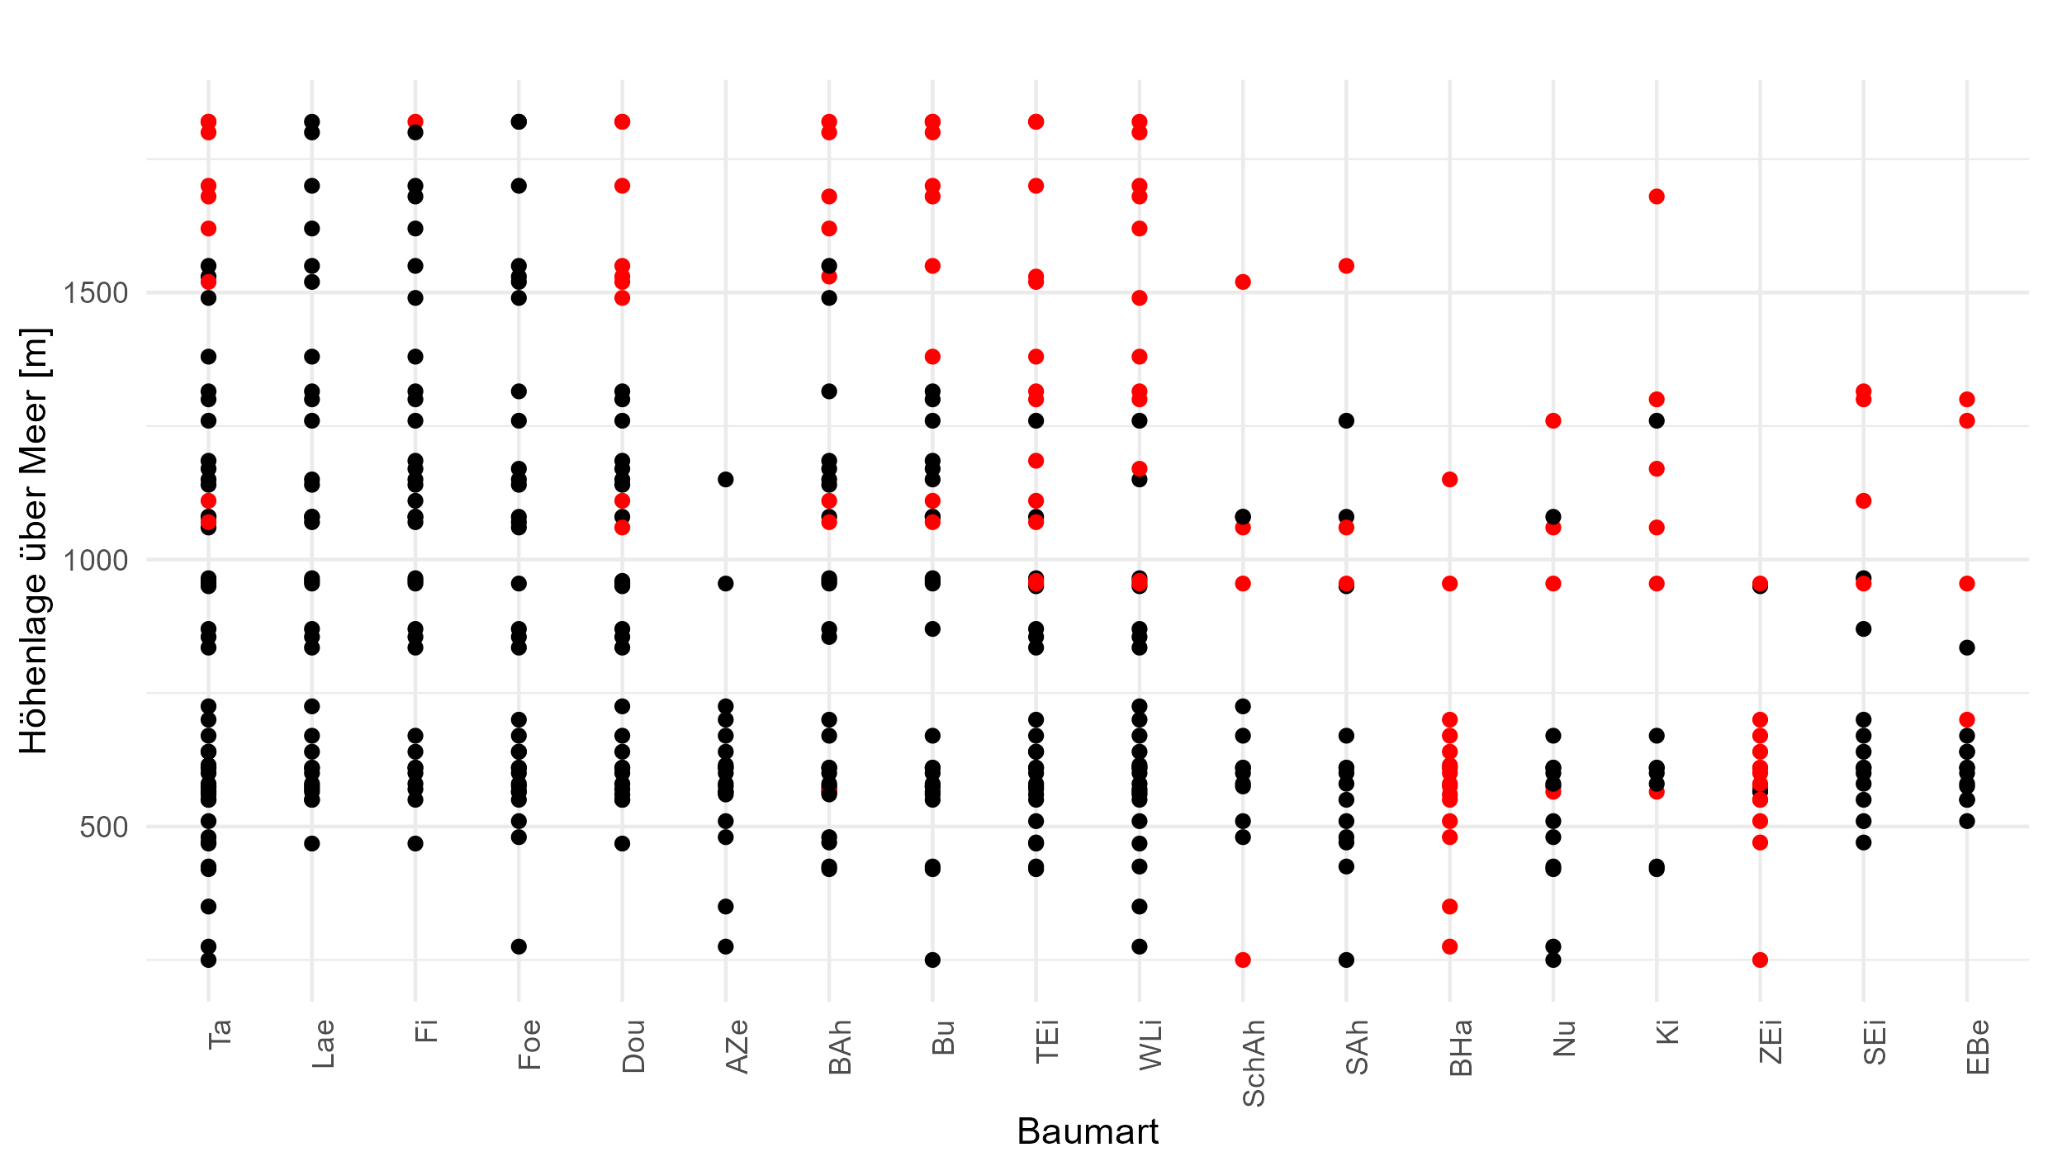 Höhenlage über Meer [m]
1500
1000
500
Ta
Lae
Fi
Foe
Dou
AZe
BAh
Bu
TEi
WLi
SchAh
SAh
BHa
Nu
Ki
ZEi
SEi
EBe
Baumart